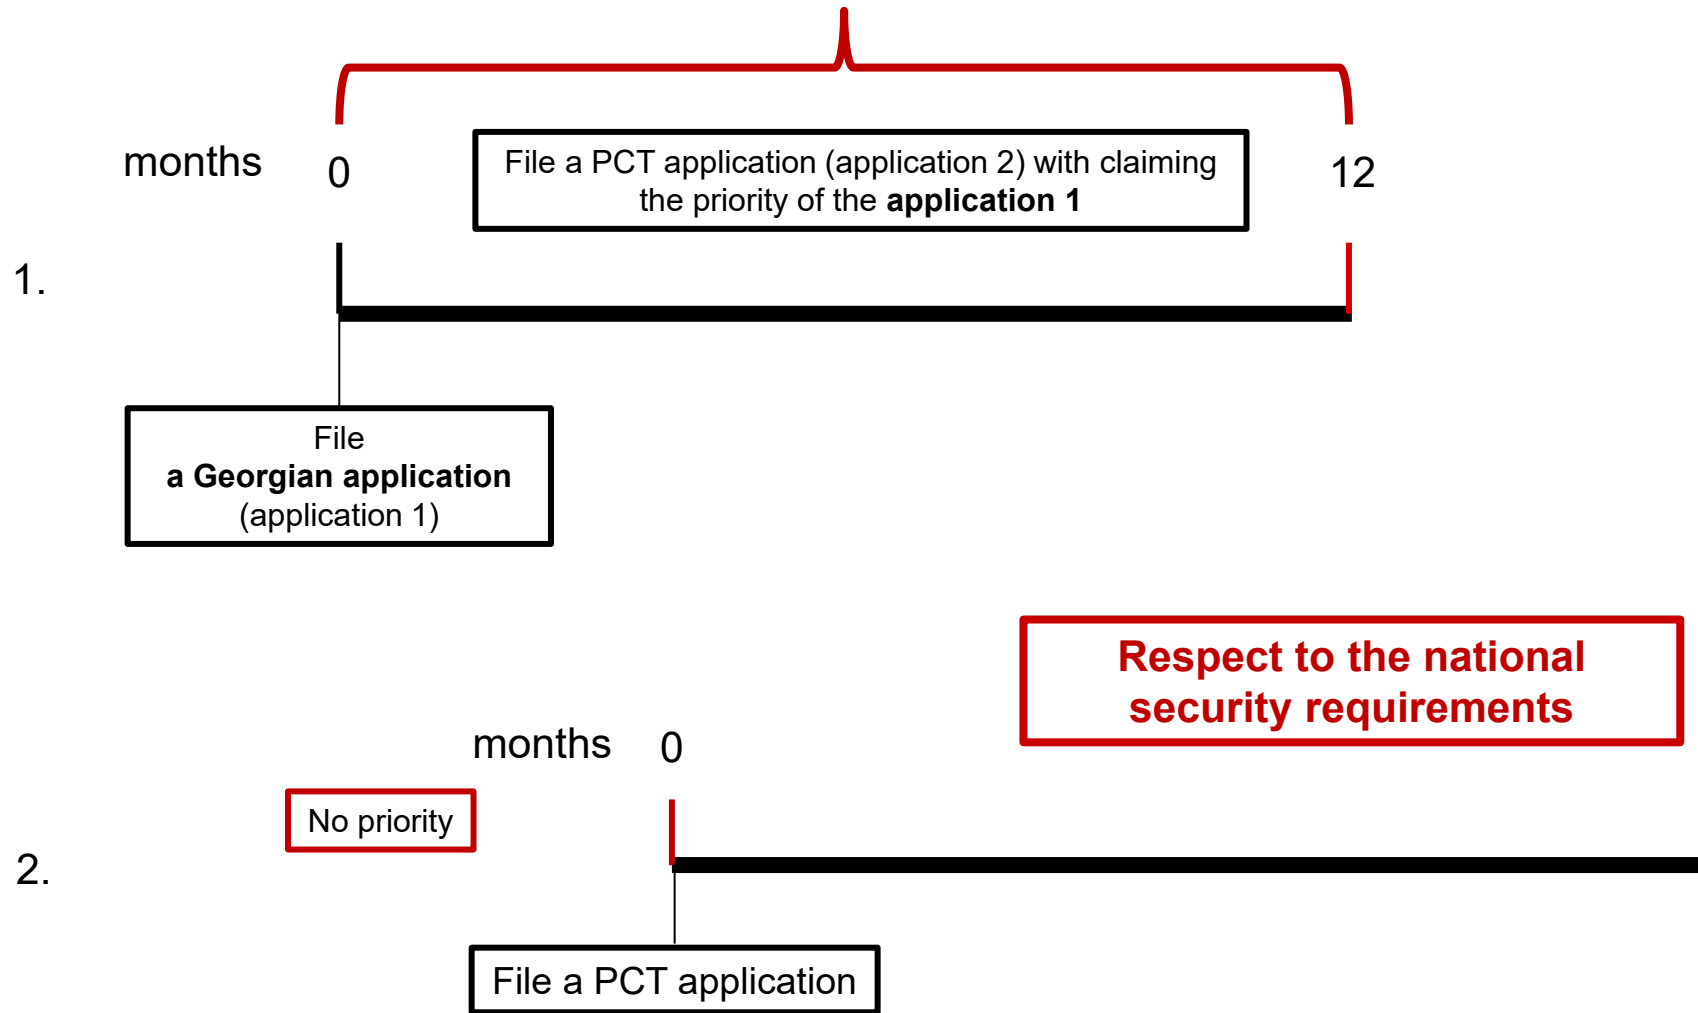 months 0 12
File a PCT application (application 2) with claiming
the priority of the application 1
1.
File
a Georgian application
(application 1)
Respect to the national
security requirements
months 0
No priority
2.
File a PCT application